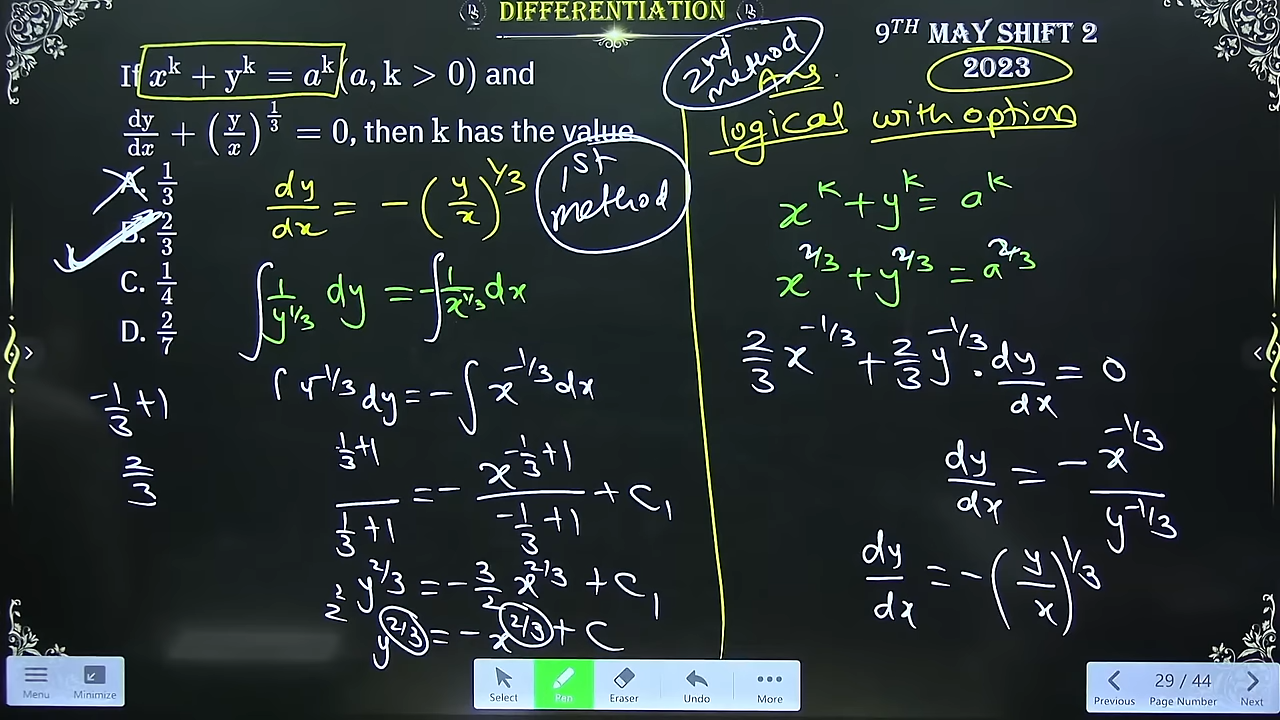 DIFFERENTIATION
9TH MAY SHIFT 2
2023
If x^k + y^k = a^k (a, k > 0) and
dy/dx + (y/x)^(1/3) = 0, then k has the value
A. 1/3
B. 2/3
C. 1/4
D. 2/7
-1/3 + 1
2/3
1st method
dy/dx = - (y/x)^1/3
∫ 1/y^1/3 dy = -∫ 1/x^1/3 dx
∫ y^-1/3 dy = - ∫ x^-1/3 dx
1/3 + 1
1/3 + 1 = - x^(-1/3 + 1) / (-1/3 + 1) + C1
2 y^2/3 = - 3/2 x^2/3 + C1
y^2/3 = - x^2/3 + C
2nd method
Ans.
logical with option
x^k + y^k = a^k
x^2/3 + y^2/3 = a^2/3
2/3 x^-1/3 + 2/3 y^-1/3 . dy/dx = 0
dy/dx = - x^-1/3 / y^-1/3
dy/dx = - (y/x)^1/3
Menu
Minimize
Select
Pen
Eraser
Undo
More
Previous
29 / 44
Page Number
Next